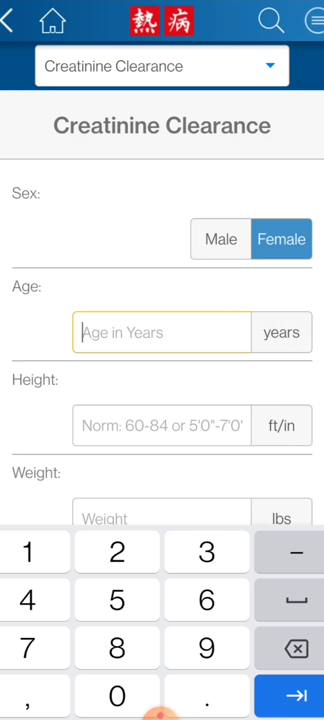 熱病
Creatinine Clearance
Creatinine Clearance
Sex:
Male Female
Age:
Age in Years years
Height:
Norm: 60-84 or 5'0"-7'0' ft/in
Weight:
Weight lbs
1 2 3 –
4 5 6
7 8 9
, 0 .